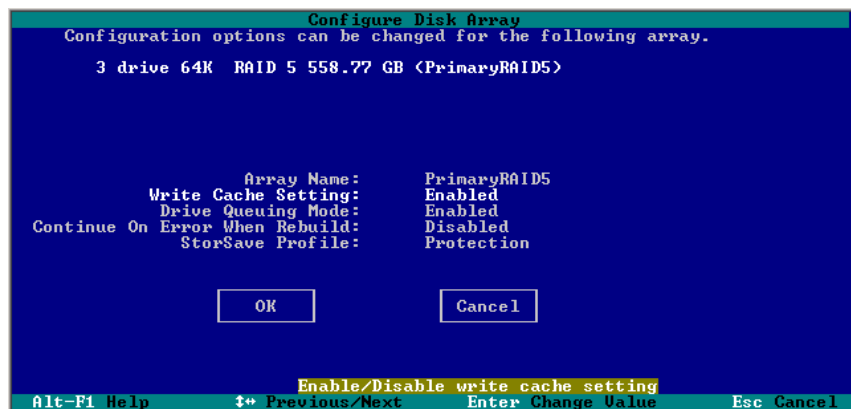 Configure Disk Array
Configuration options can be changed for the following array.
3 drive 64K RAID 5 558.77 GB (PrimaryRAID5)
Array Name: PrimaryRAID5
Write Cache Setting: Enabled
Drive Queuing Mode: Enabled
Continue On Error When Rebuild: Disabled
StorSave Profile: Protection
OK Cancel
Enable/Disable write cache setting
Alt-F1 Help ↕↔ Previous/Next Enter Change Value Esc Cancel